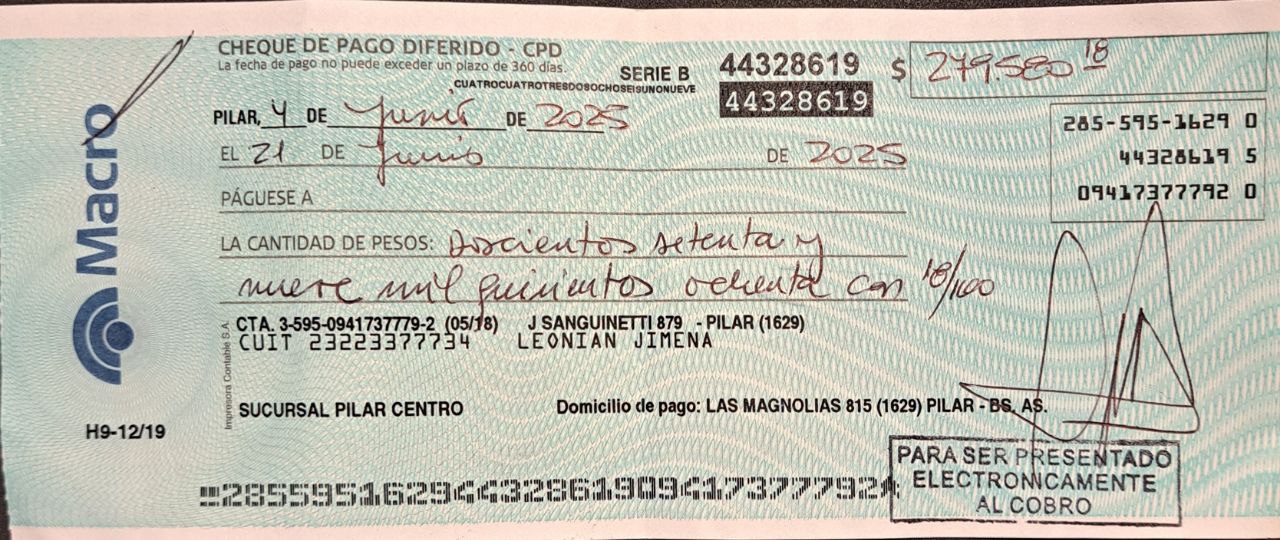 CHEQUE DE PAGO DIFERIDO - CPD
La fecha de pago no puede exceder un plazo de 360 días.
SERIE B
44328619
$ 279.580 18
CUATROCUATROTRESDOSOCHOSEISUNONUEVE
44328619
PILAR, 4 DE Junio DE 2025
285-595-1629 0
EL 21 DE Junio DE 2025
44328619 5
PÁGUESE A
09417377792 0
LA CANTIDAD DE PESOS: Doscientos setenta y
nueve mil quinientos ochenta con 18/100
Macro
CTA. 3-595-0941737779-2 (05/18) J SANGUINETTI 879 - PILAR (1629)
CUIT 23223377734 LEONIAN JIMENA
Impresora Contable S.A.
SUCURSAL PILAR CENTRO
Domicilio de pago: LAS MAGNOLIAS 815 (1629) PILAR - BS. AS.
H9-12/19
PARA SER PRESENTADO
ELECTRONICAMENTE
AL COBRO
28559516294432861909417377792